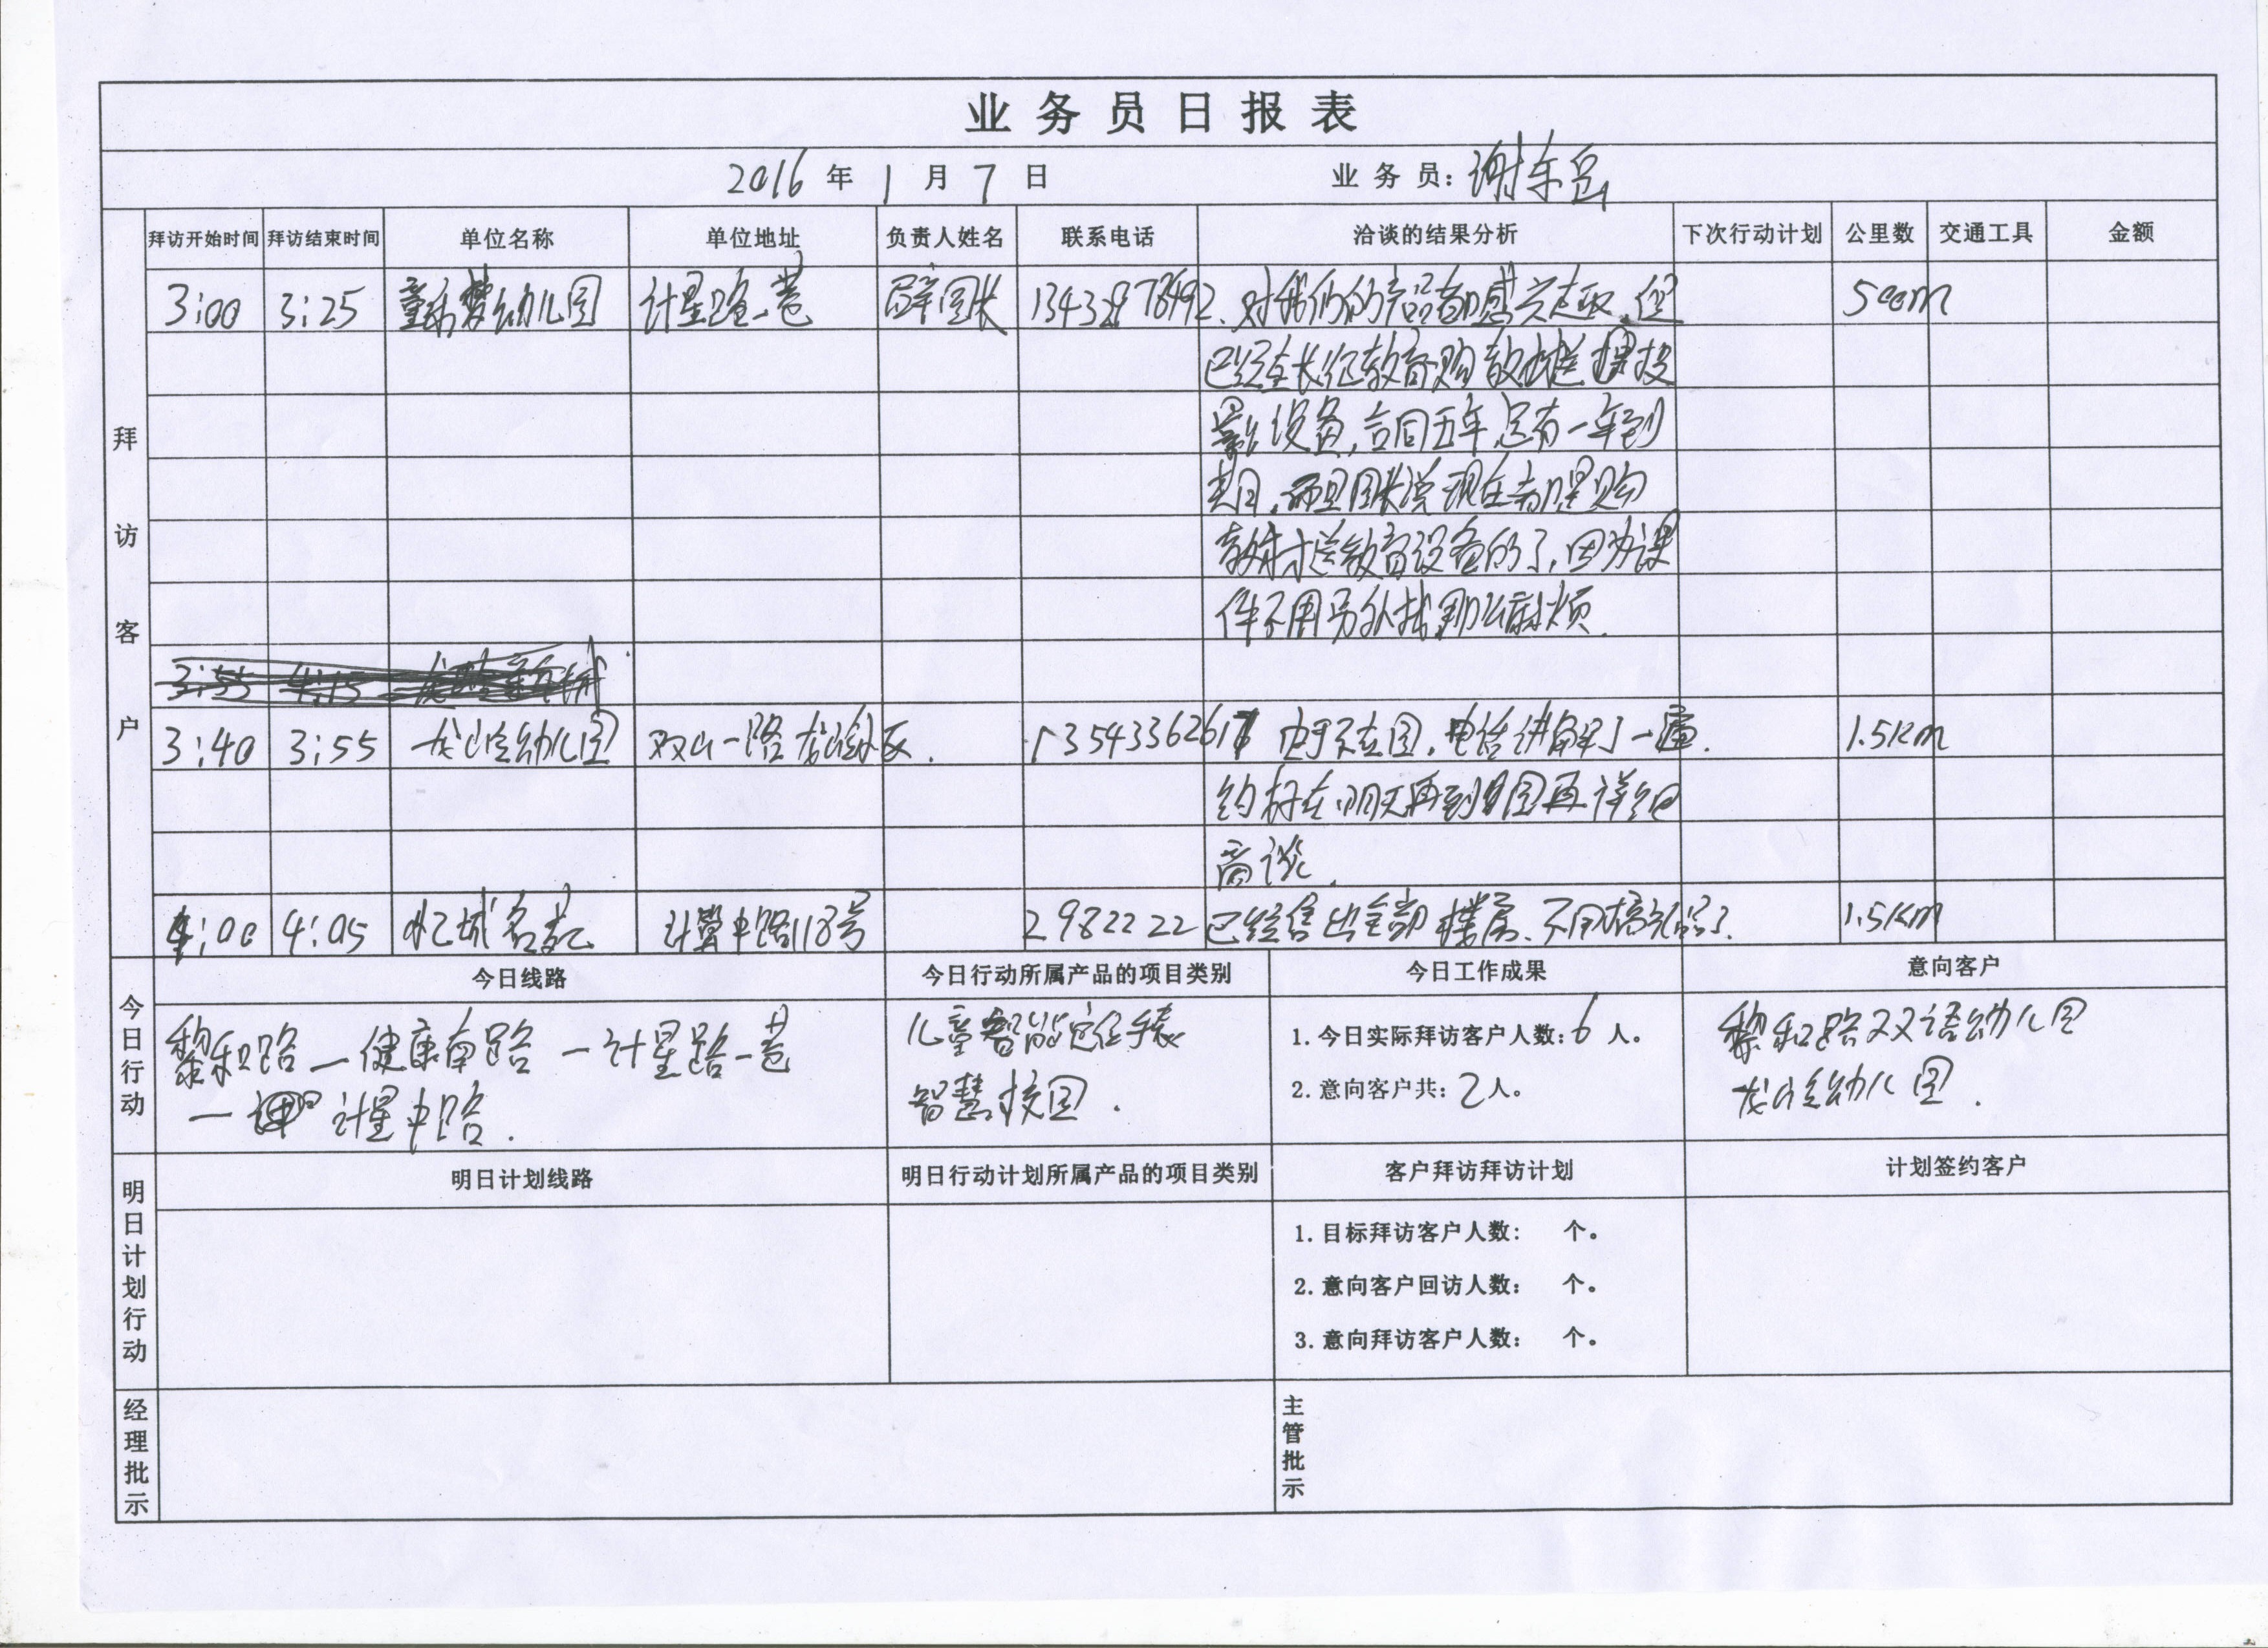 业务员日报表
2016 年 1 月 7 日 业务员: 谢东
拜访客户
拜访开始时间 拜访结束时间 单位名称 单位地址 负责人姓名 联系电话 洽谈的结果分析 下次行动计划 公里数 交通工具 金额
3:00 3:25 童 梦幼儿园 计星路一巷 薛园长 对我们的产品都感兴趣,但 500m
已经在长征教育购教材送 投
影设备,合同五年,还有一年到
期,而且园长说现在都是购
教材才送教育设备的了,因为课
件不用另外找那么麻烦.
3:40 3:55 龙山绘幼儿园 双山一路龙山 区. 13543362617 由于不在园,电话讲解了一遍. 1.5Km
约好在明天再到园再详细
商谈.
4:00 4:05 城名 计星中路118号 2982222 已经售出全部楼房.不用搞 了. 1.5Km
今日行动
今日线路 今日行动所属产品的项目类别 今日工作成果 意向客户
黎和路—健康南路—计星路一巷
—计星中路.
儿童智能定位手表
智慧校园.
1.今日实际拜访客户人数:6 人。
2.意向客户共:2人。
黎和路双语幼儿园
龙山绘幼儿园.
明日计划行动
明日计划线路 明日行动计划所属产品的项目类别 客户拜访拜访计划 计划签约客户
1.目标拜访客户人数: 个。
2.意向客户回访人数: 个。
3.意向拜访客户人数: 个。
经理批示
主管批示